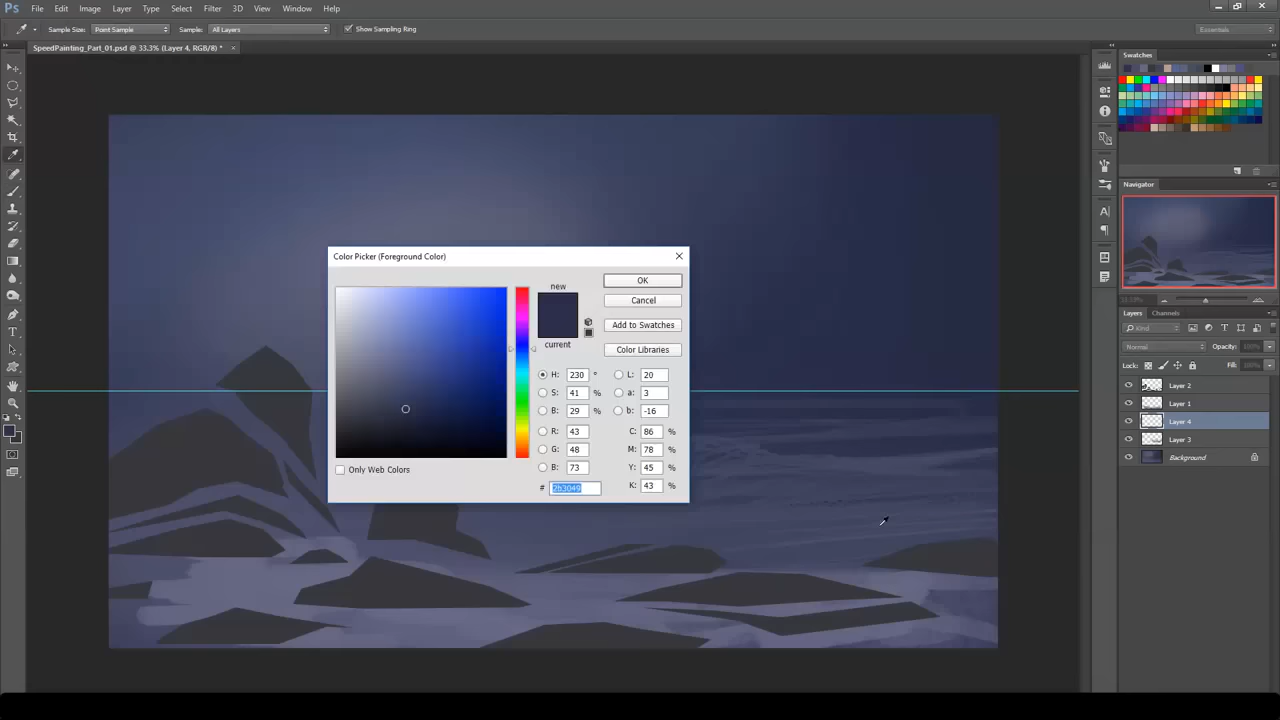 Ps File Edit Image Layer Type Select Filter 3D View Window Help
Sample Size: Point Sample Sample: All Layers Show Sampling Ring Essentials
SpeedPainting_Part_01.psd @ 33.3% (Layer 4, RGB/8) * ×
Swatches
Navigator
33.33%
Layers Channels
Kind
Normal Opacity: 100%
Lock: Fill: 100%
Layer 2
Layer 1
Layer 4
Layer 3
Background
Color Picker (Foreground Color)
new
current
OK
Cancel
Add to Swatches
Color Libraries
H: 230 ° L: 20
S: 41 % a: 3
B: 29 % b: -16
R: 43 C: 86 %
G: 48 M: 78 %
B: 73 Y: 45 %
# 2b3049 K: 43 %
Only Web Colors